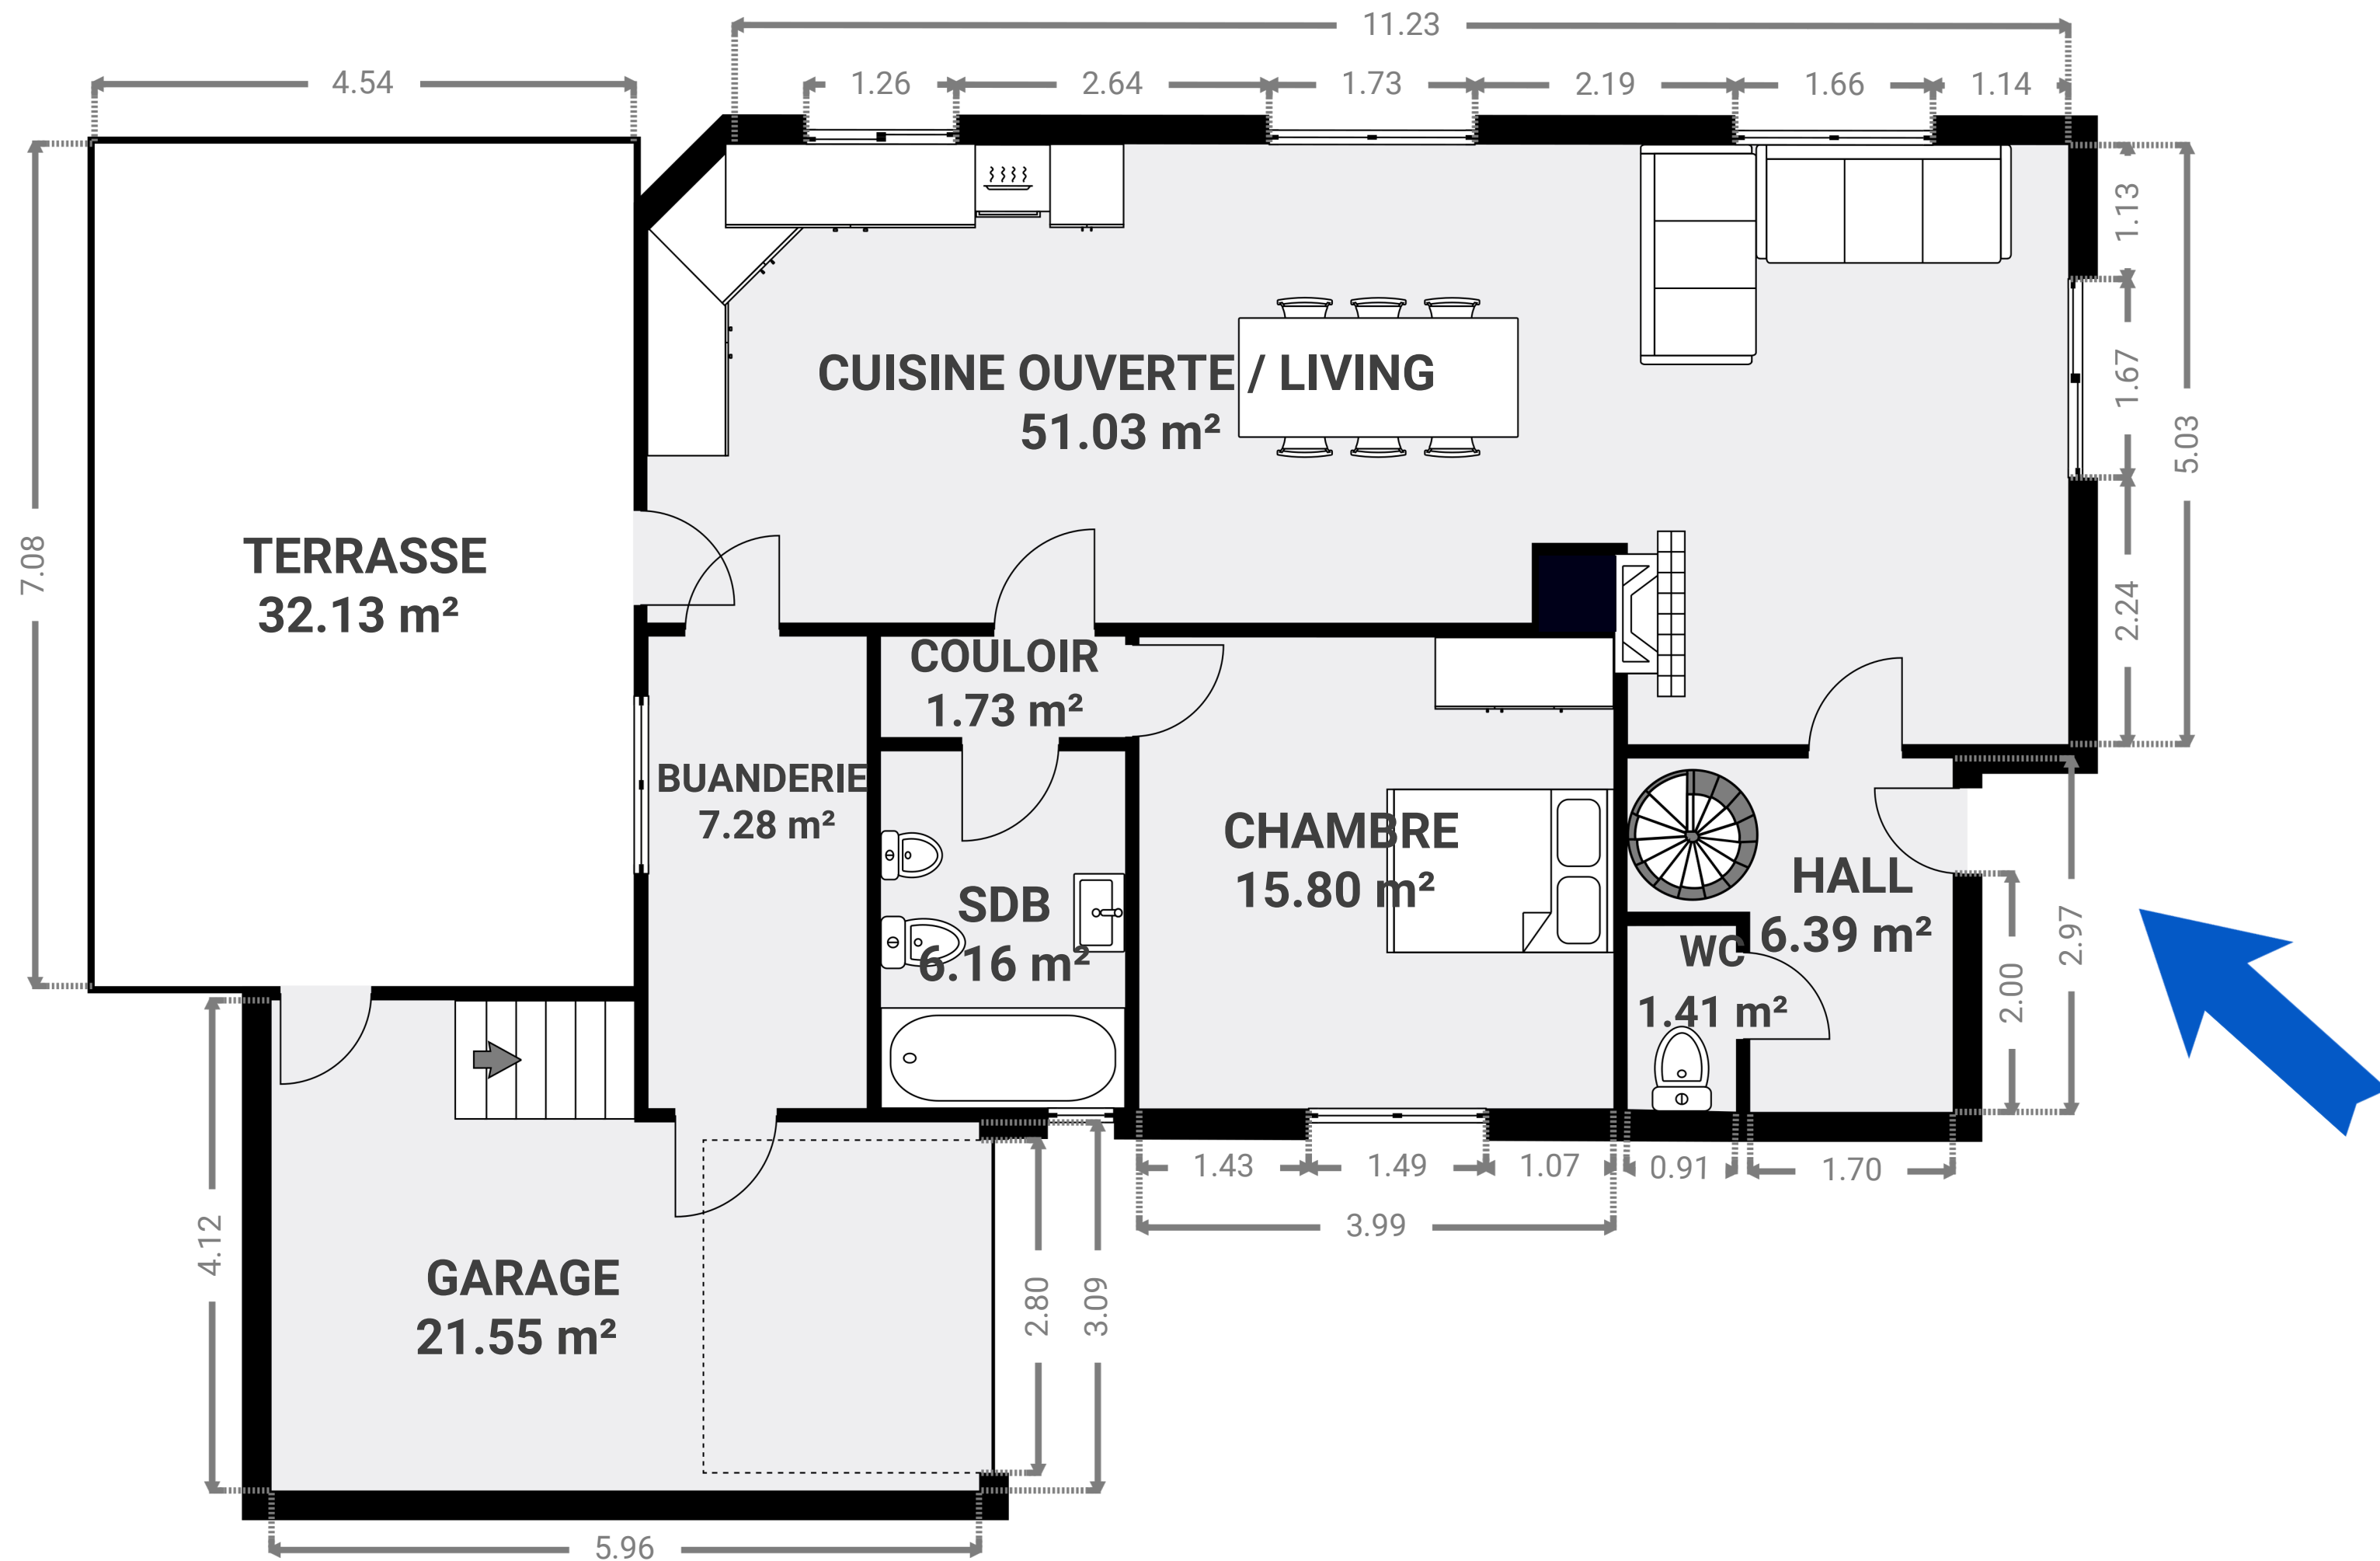 11.23
4.54
1.26
2.64
1.73
2.19
1.66
1.14
7.08
1.13
1.67
5.03
2.24
CUISINE OUVERTE / LIVING
51.03 m²
TERRASSE
32.13 m²
COULOIR
1.73 m²
BUANDERIE
7.28 m²
CHAMBRE
15.80 m²
SDB
6.16 m²
HALL
6.39 m²
WC
1.41 m²
2.97
2.00
1.43
1.49
1.07
0.91
1.70
3.99
4.12
GARAGE
21.55 m²
2.80
3.09
5.96